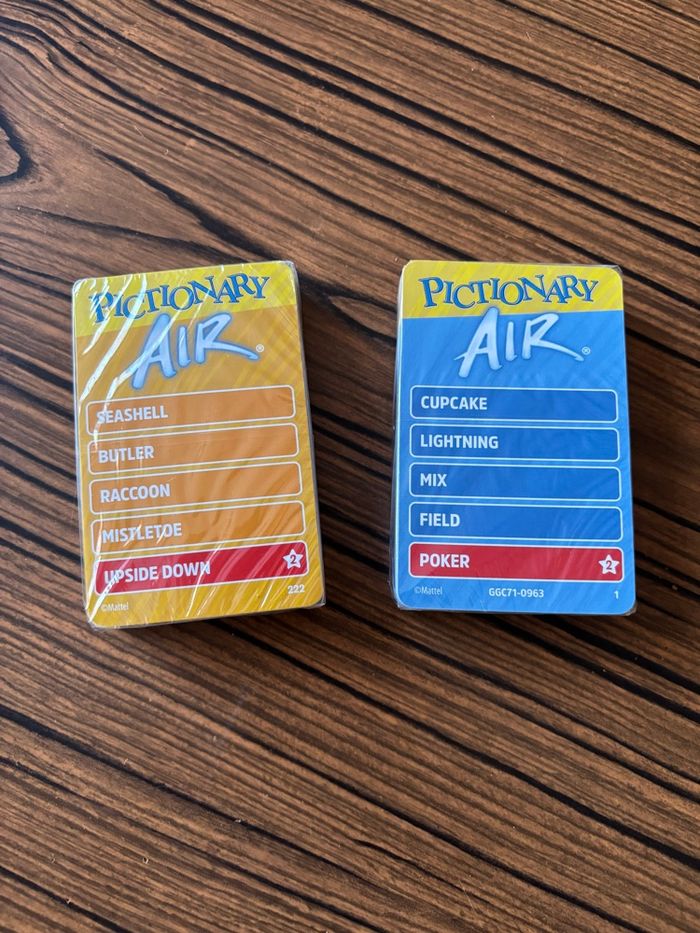 PICTIONARY
AIR®
SEASHELL
BUTLER
RACCOON
MISTLETOE
UPSIDE DOWN 2
©Mattel 222
PICTIONARY
AIR®
CUPCAKE
LIGHTNING
MIX
FIELD
POKER 2
©Mattel GGC71-0963 1